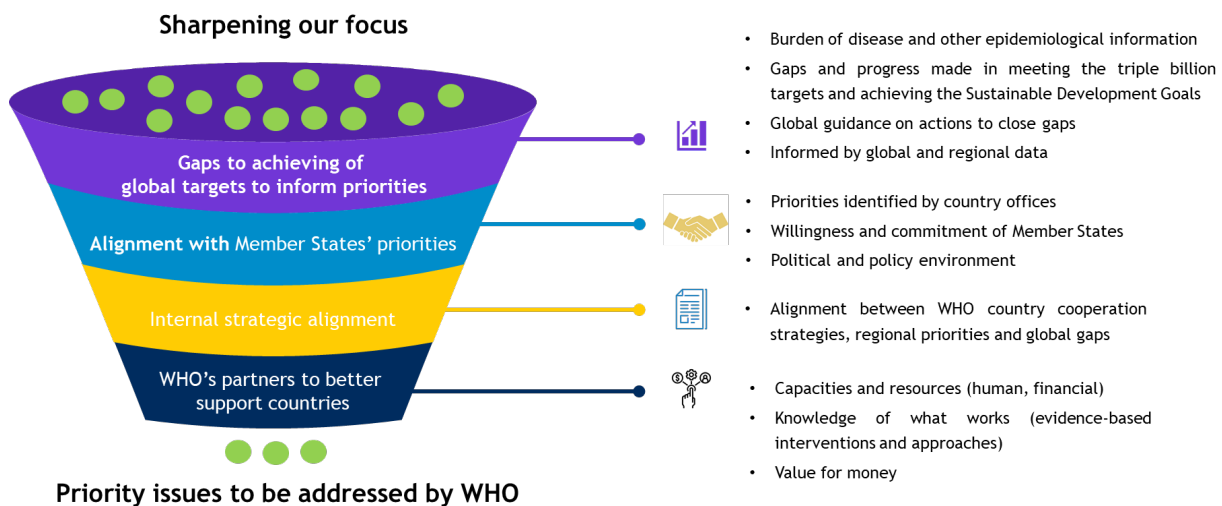 Sharpening our focus
Gaps to achieving of
global targets to inform priorities
Alignment with Member States' priorities
Internal strategic alignment
WHO's partners to better
support countries
Priority issues to be addressed by WHO
• Burden of disease and other epidemiological information
• Gaps and progress made in meeting the triple billion
targets and achieving the Sustainable Development Goals
• Global guidance on actions to close gaps
• Informed by global and regional data
• Priorities identified by country offices
• Willingness and commitment of Member States
• Political and policy environment
• Alignment between WHO country cooperation
strategies, regional priorities and global gaps
• Capacities and resources (human, financial)
• Knowledge of what works (evidence-based
interventions and approaches)
• Value for money